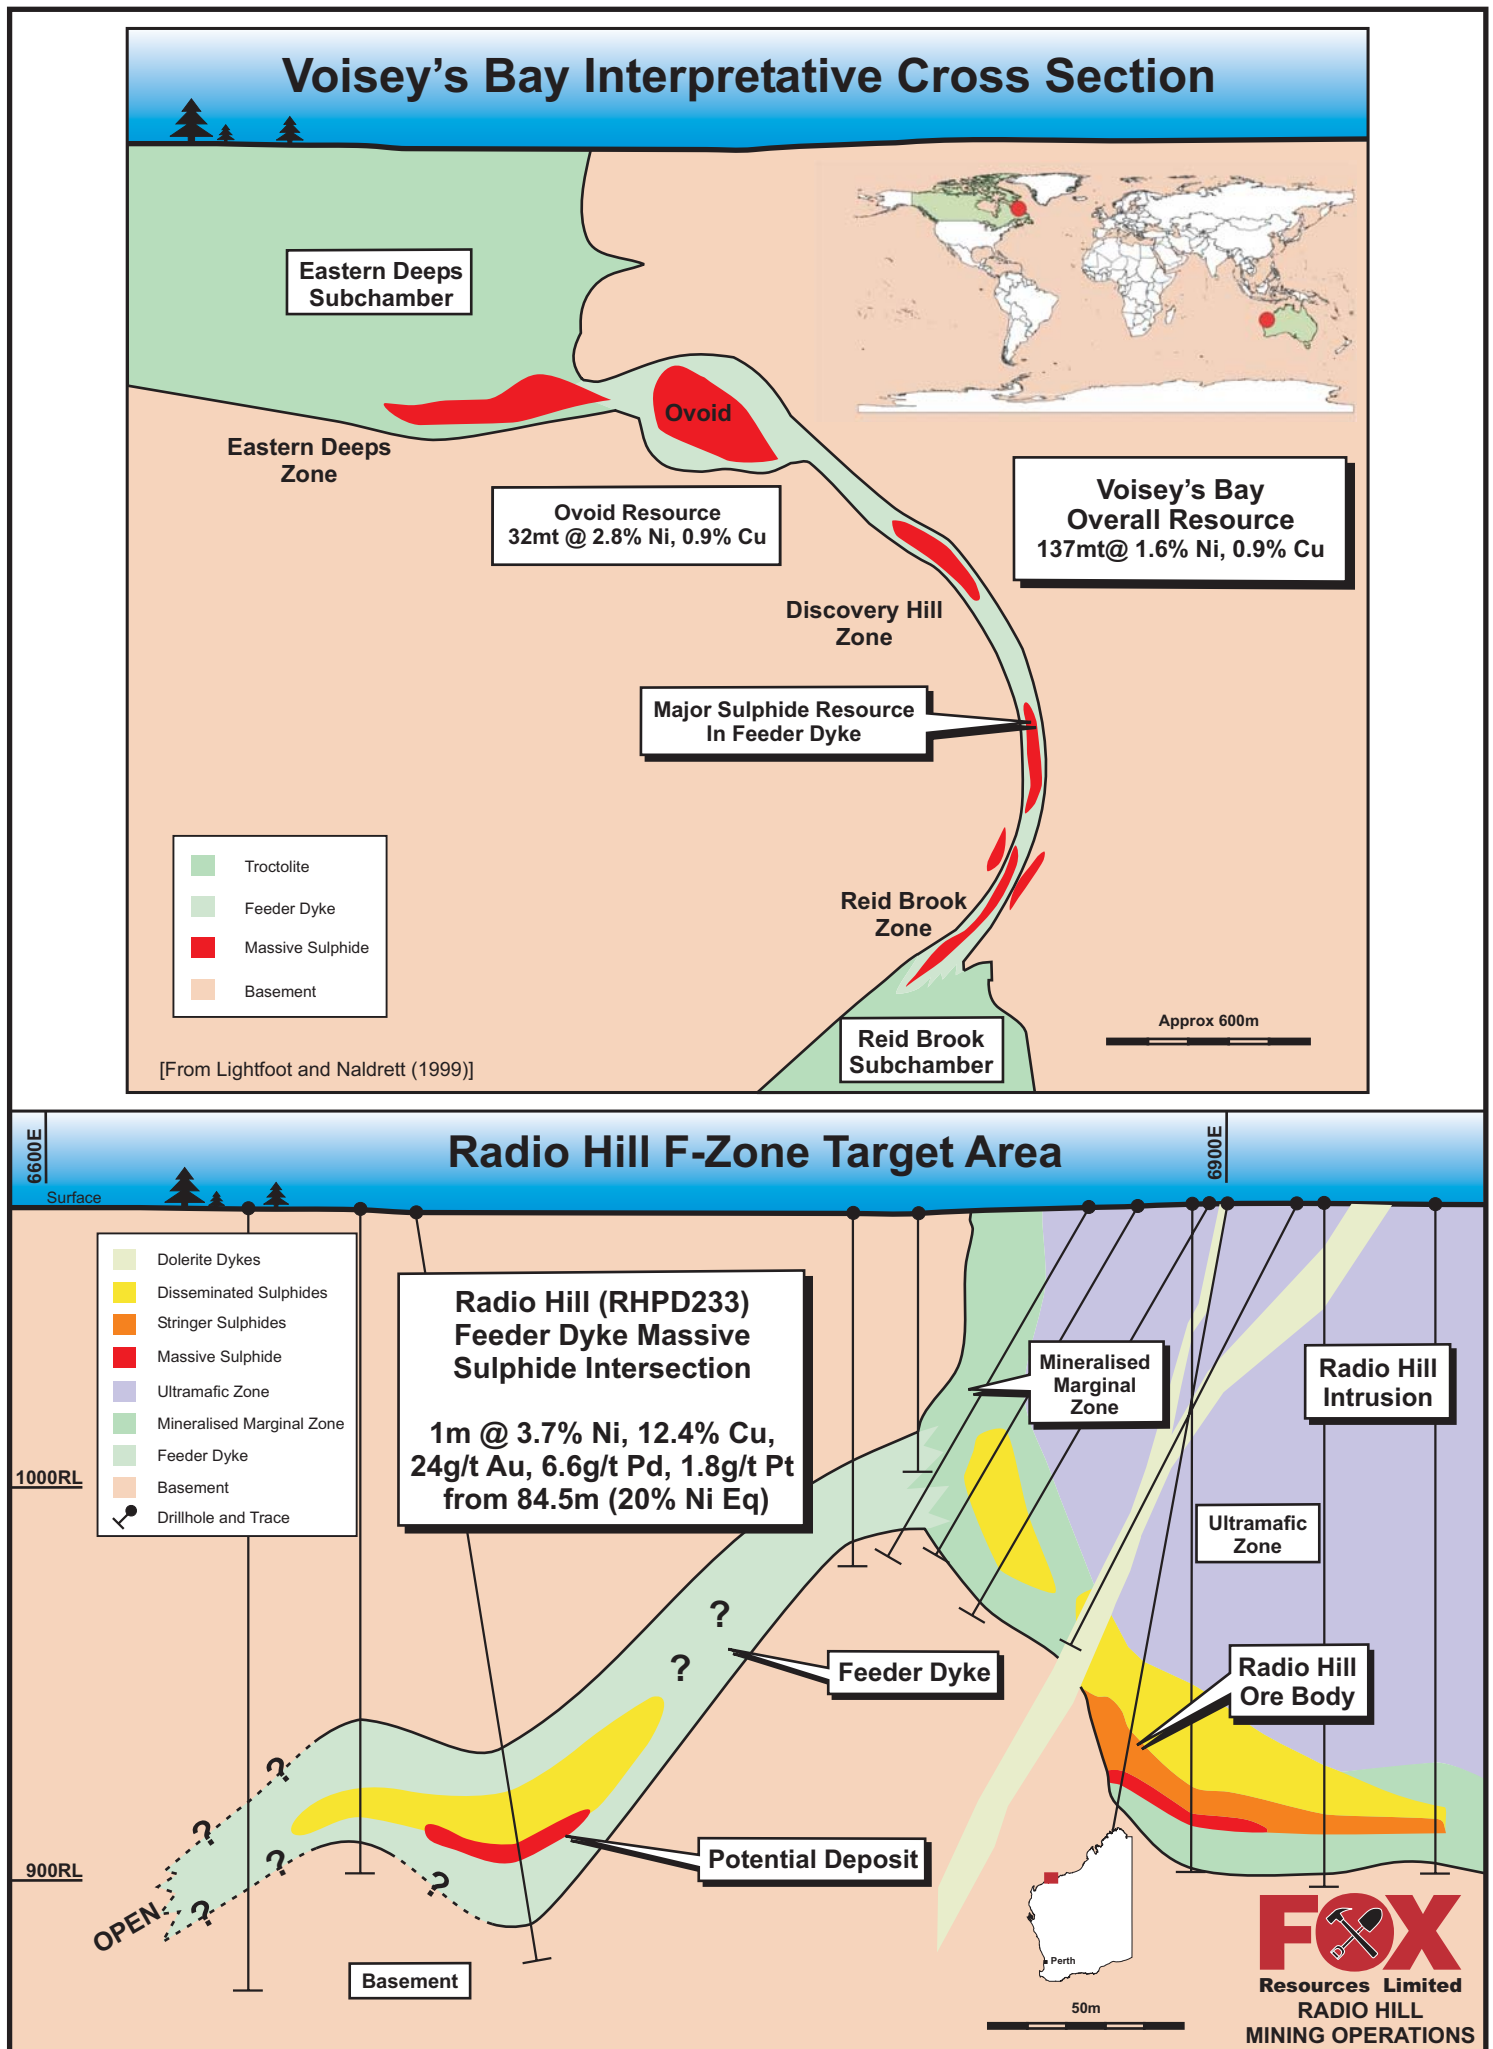 Voisey's Bay Interpretative Cross Section
Eastern Deeps
Subchamber
Ovoid
Eastern Deeps
Zone
Ovoid Resource
32mt @ 2.8% Ni, 0.9% Cu
Voisey's Bay
Overall Resource
137mt@ 1.6% Ni, 0.9% Cu
Discovery Hill
Zone
Major Sulphide Resource
In Feeder Dyke
Troctolite
Feeder Dyke
Massive Sulphide
Basement
Reid Brook
Zone
Reid Brook
Subchamber
Approx 600m
[From Lightfoot and Naldrett (1999)]
6600E
Radio Hill F-Zone Target Area
6900E
Surface
Dolerite Dykes
Disseminated Sulphides
Stringer Sulphides
Massive Sulphide
Ultramafic Zone
Mineralised Marginal Zone
Feeder Dyke
Basement
Drillhole and Trace
Radio Hill (RHPD233)
Feeder Dyke Massive
Sulphide Intersection
1m @ 3.7% Ni, 12.4% Cu,
24g/t Au, 6.6g/t Pd, 1.8g/t Pt
from 84.5m (20% Ni Eq)
Mineralised
Marginal
Zone
Radio Hill
Intrusion
1000RL
Ultramafic
Zone
?
?
Feeder Dyke
Radio Hill
Ore Body
?
?
?
?
?
Potential Deposit
900RL
OPEN
Basement
Perth
50m
FOX
Resources Limited
RADIO HILL
MINING OPERATIONS